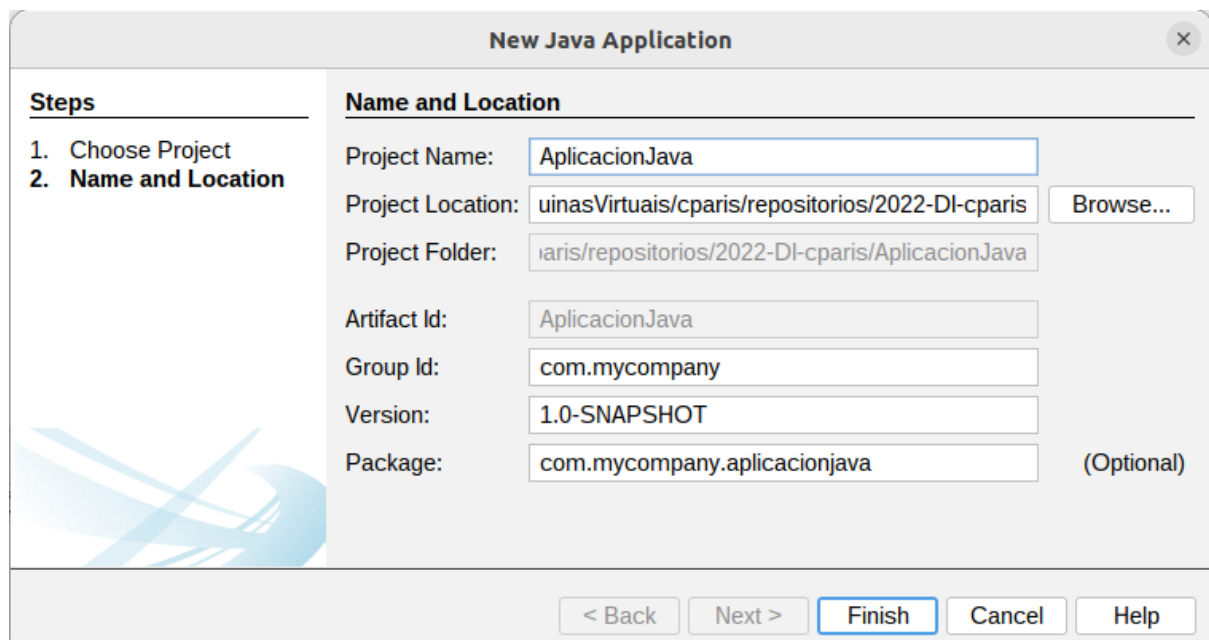 New Java Application
Steps
1. Choose Project
2. Name and Location
Name and Location
Project Name: AplicacionJava
Project Location: uinasVirtuais/cparis/repositorios/2022-DI-cparis Browse...
Project Folder: paris/repositorios/2022-DI-cparis/AplicacionJava
Artifact Id: AplicacionJava
Group Id: com.mycompany
Version: 1.0-SNAPSHOT
Package: com.mycompany.aplicacionjava (Optional)
< Back Next > Finish Cancel Help